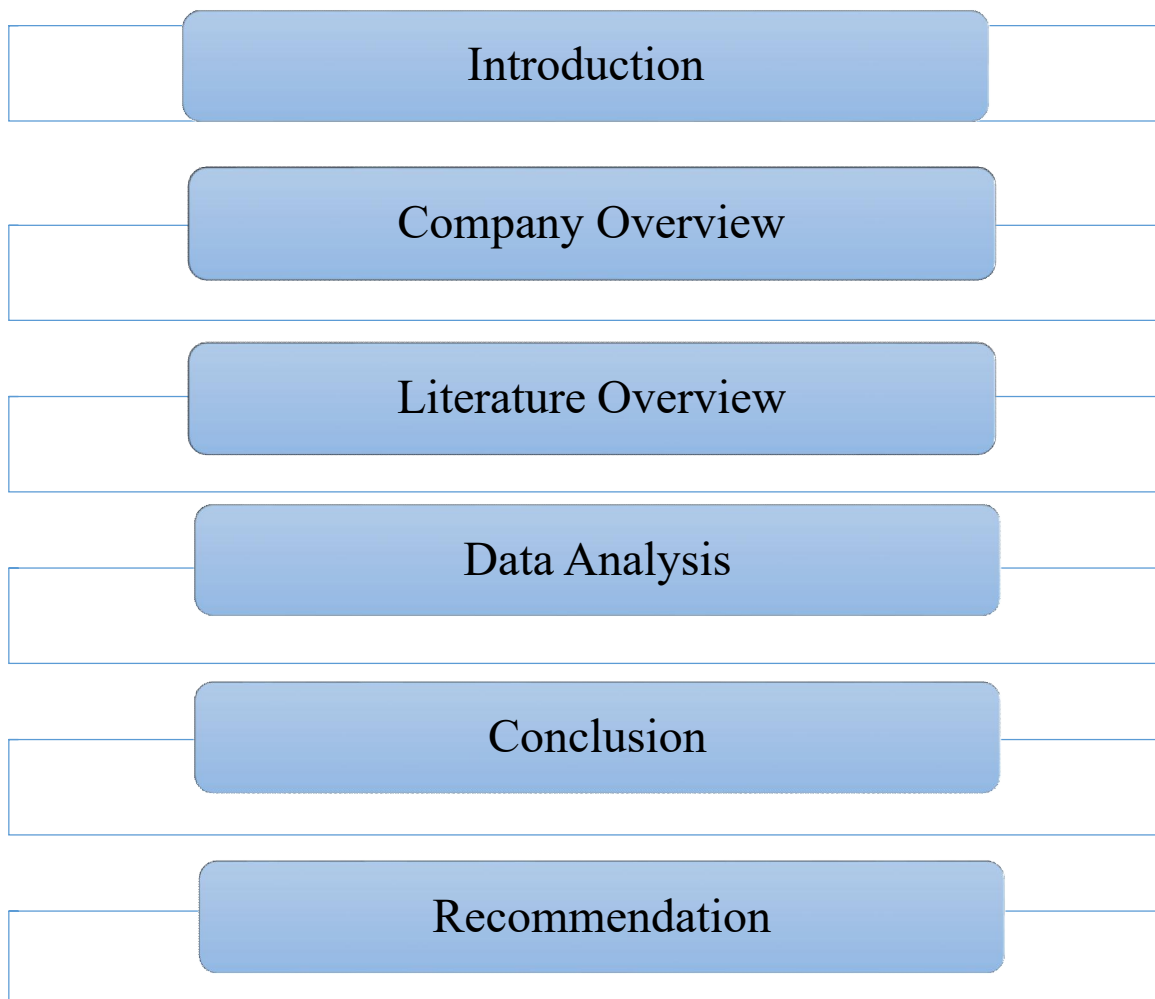 Introduction
Company Overview
Literature Overview
Data Analysis
Conclusion
Recommendation